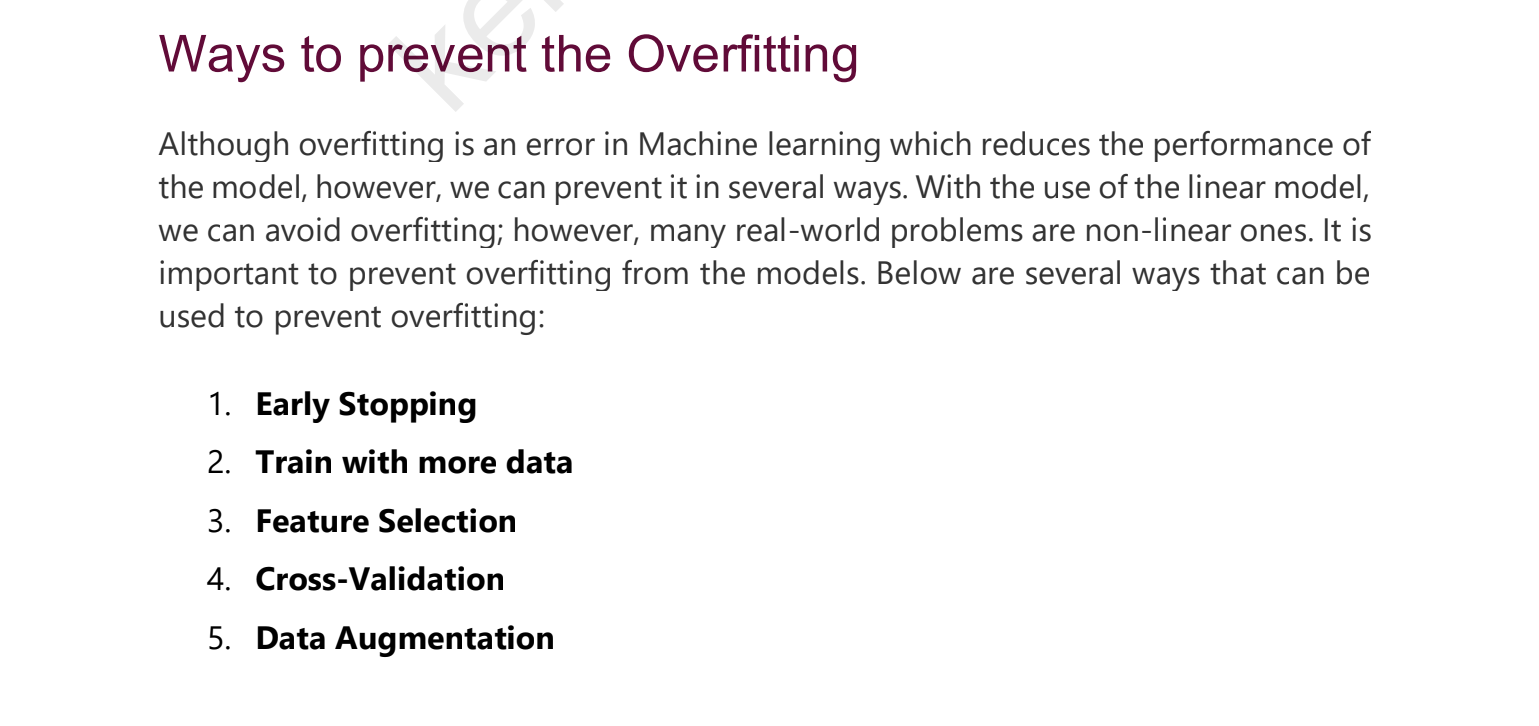 Ways to prevent the Overfitting
Although overfitting is an error in Machine learning which reduces the performance of
the model, however, we can prevent it in several ways. With the use of the linear model,
we can avoid overfitting; however, many real-world problems are non-linear ones. It is
important to prevent overfitting from the models. Below are several ways that can be
used to prevent overfitting:
1. Early Stopping
2. Train with more data
3. Feature Selection
4. Cross-Validation
5. Data Augmentation